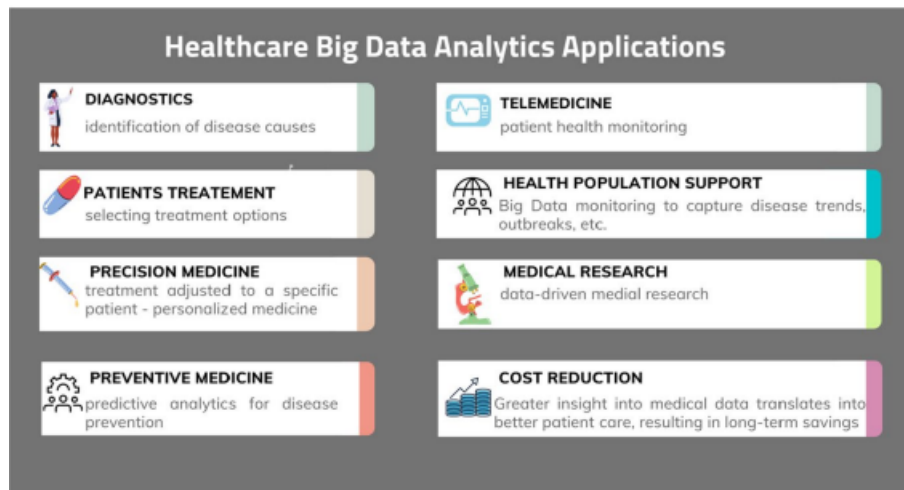 Healthcare Big Data Analytics Applications
DIAGNOSTICS
identification of disease causes
PATIENTS TREATEMENT
selecting treatment options
PRECISION MEDICINE
treatment adjusted to a specific
patient - personalized medicine
PREVENTIVE MEDICINE
predictive analytics for disease
prevention
TELEMEDICINE
patient health monitoring
HEALTH POPULATION SUPPORT
Big Data monitoring to capture disease trends,
outbreaks, etc.
MEDICAL RESEARCH
data-driven medial research
COST REDUCTION
Greater insight into medical data translates into
better patient care, resulting in long-term savings